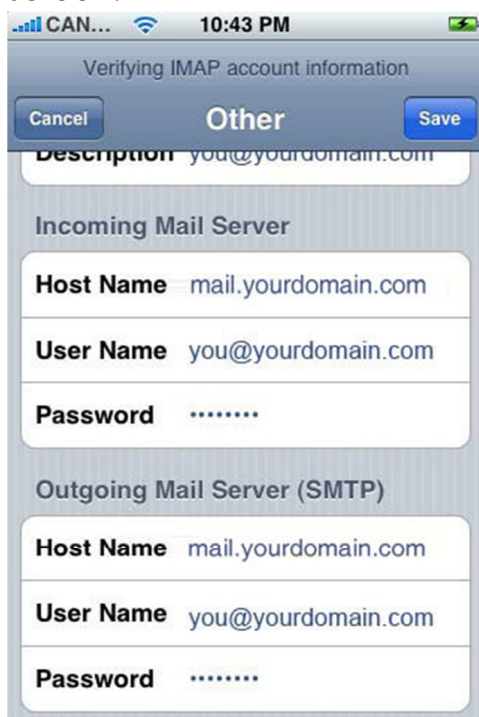 CAN... 10:43 PM
Verifying IMAP account information
Cancel Other Save
Description you@yourdomain.com
Incoming Mail Server
Host Name mail.yourdomain.com
User Name you@yourdomain.com
Password ••••••••
Outgoing Mail Server (SMTP)
Host Name mail.yourdomain.com
User Name you@yourdomain.com
Password ••••••••